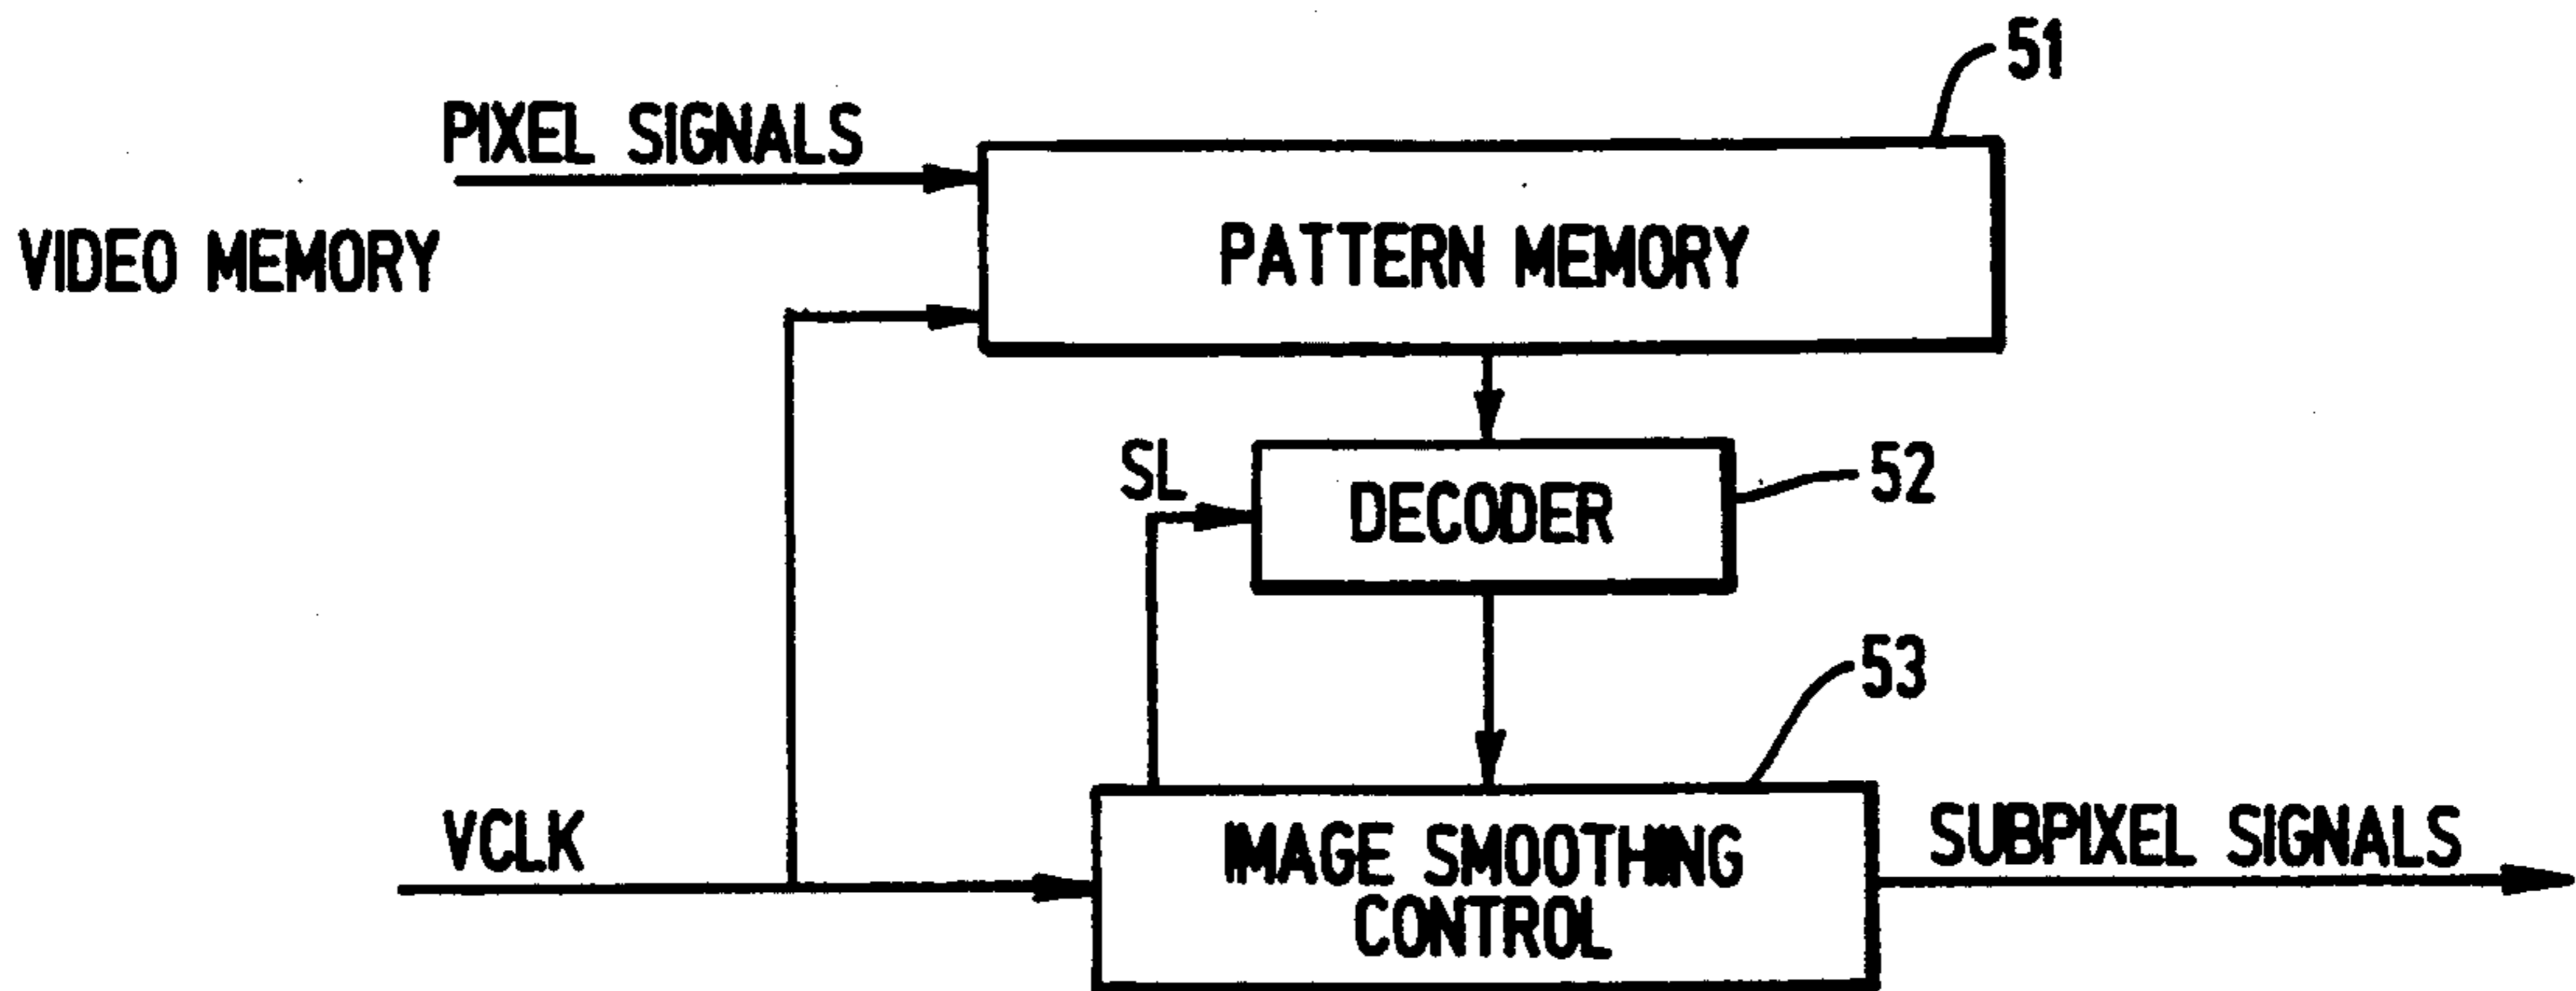 51
PIXEL SIGNALS
PATTERN MEMORY
VIDEO MEMORY
SL
DECODER
52
53
VCLK
IMAGE SMOOTHING
CONTROL
SUBPIXEL SIGNALS